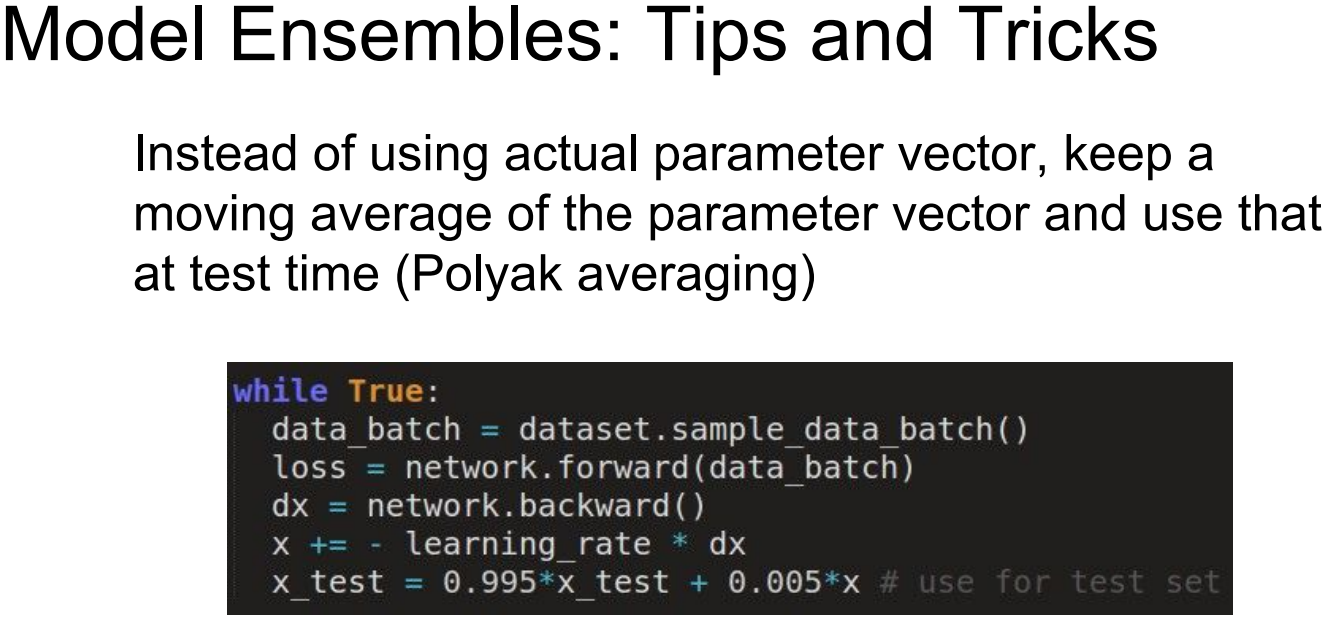 Model Ensembles: Tips and Tricks
Instead of using actual parameter vector, keep a
moving average of the parameter vector and use that
at test time (Polyak averaging)
while True:
  data_batch = dataset.sample_data_batch()
  loss = network.forward(data_batch)
  dx = network.backward()
  x += - learning_rate * dx
  x_test = 0.995*x_test + 0.005*x # use for test set